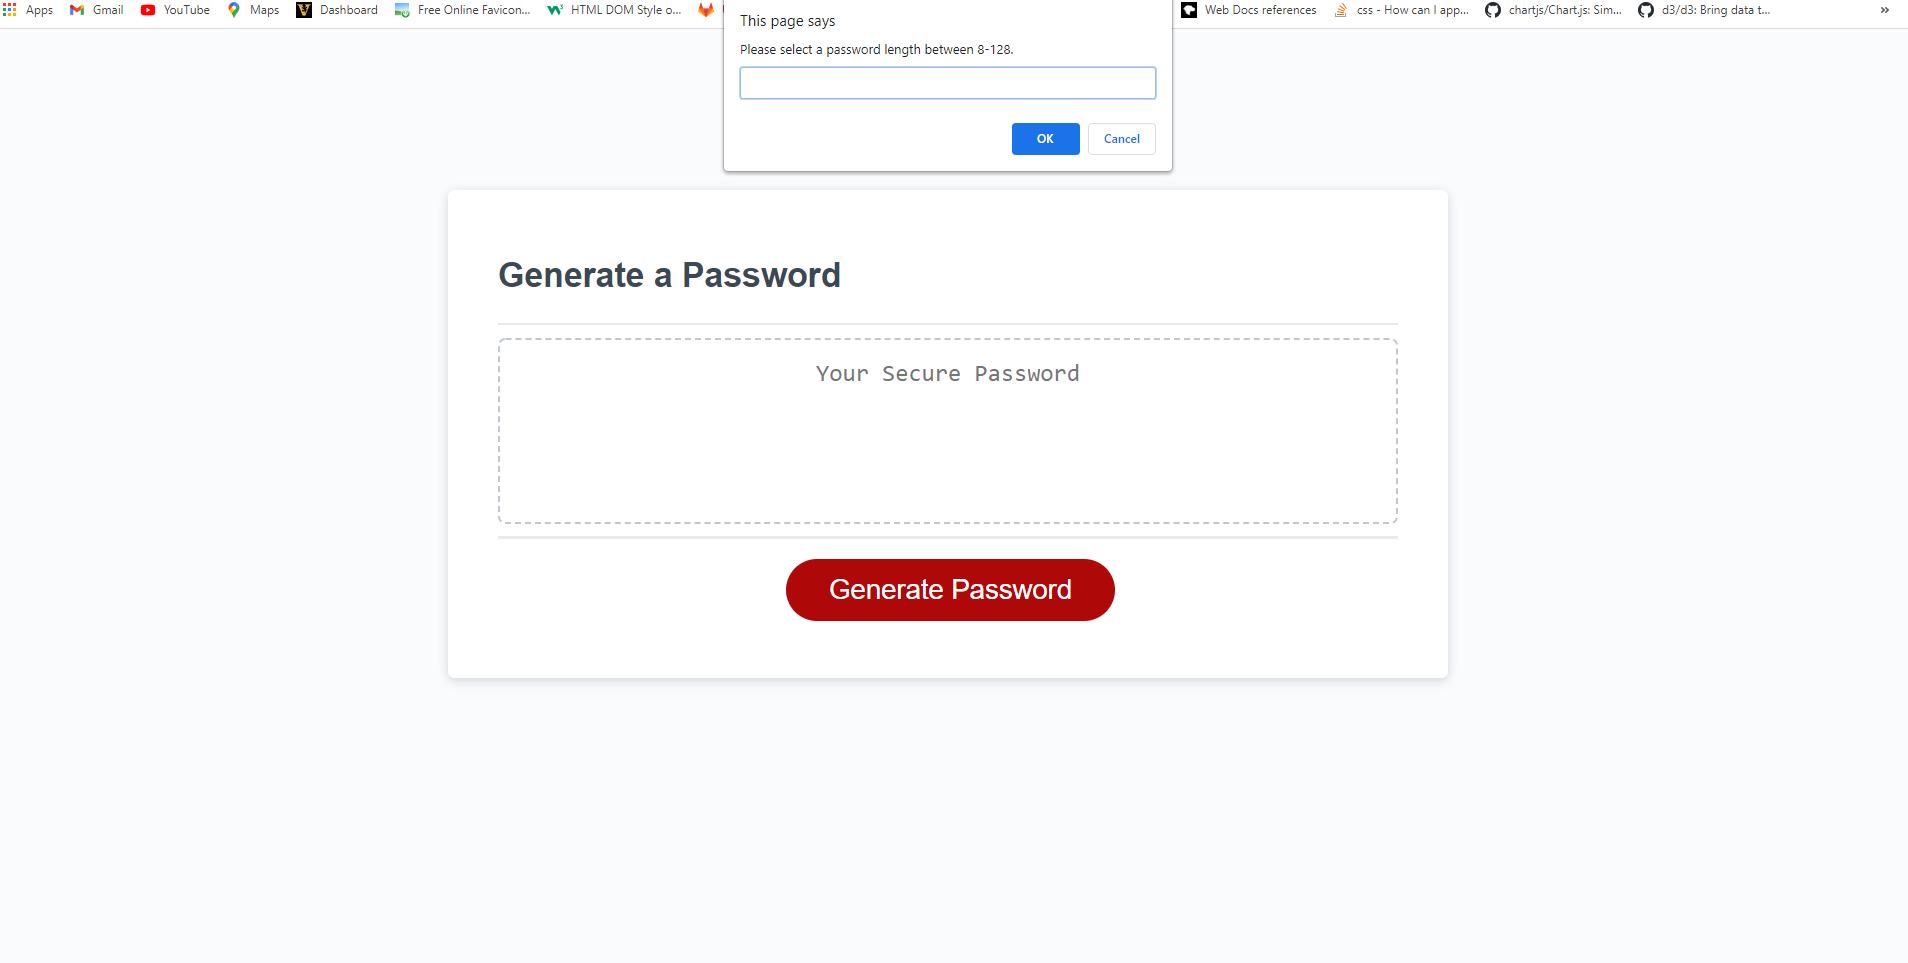 Apps Gmail YouTube Maps Dashboard Free Online Favicon... HTML DOM Style o... Web Docs references css - How can I app... chartjs/Chart.js: Sim... d3/d3: Bring data t... »
This page says
Please select a password length between 8-128.
OK Cancel
Generate a Password
Your Secure Password
Generate Password